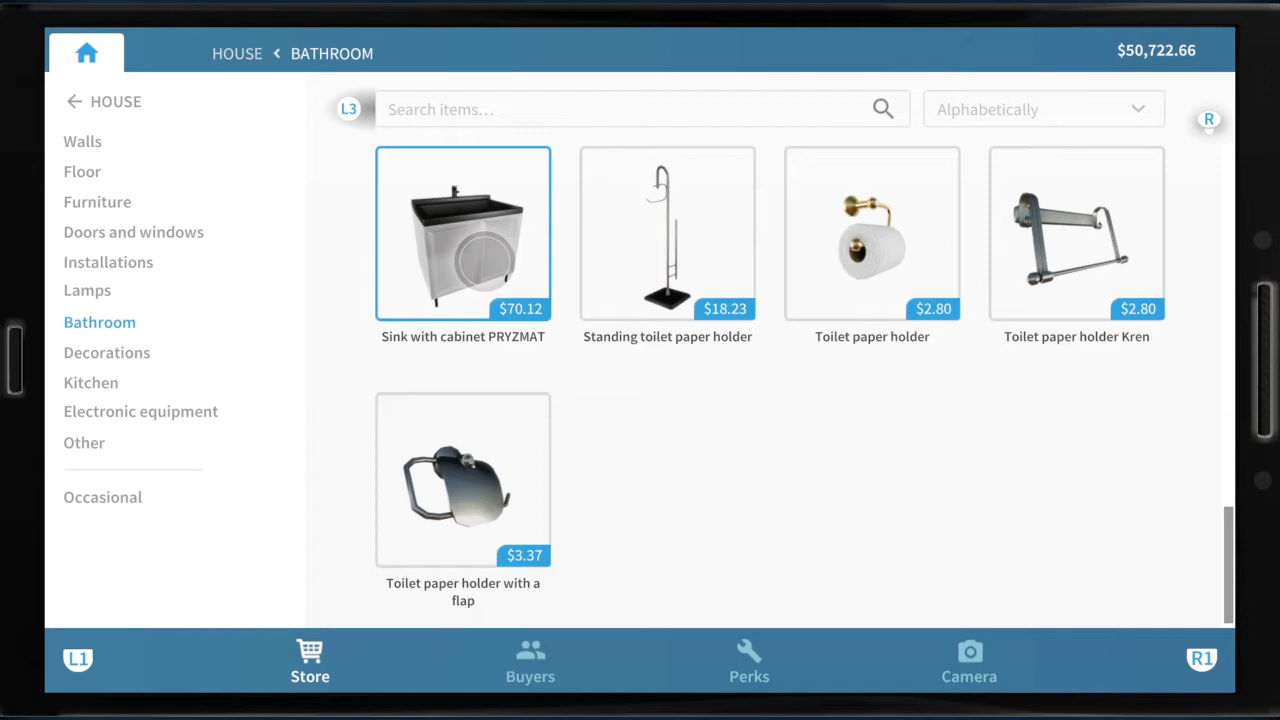 HOUSE < BATHROOM
$50,722.66
HOUSE
Walls
Floor
Furniture
Doors and windows
Installations
Lamps
Bathroom
Decorations
Kitchen
Electronic equipment
Other
Occasional
L3
Search items...
Alphabetically
R
$70.12
$18.23
$2.80
$2.80
Sink with cabinet PRYZMAT
Standing toilet paper holder
Toilet paper holder
Toilet paper holder Kren
$3.37
Toilet paper holder with a
flap
L1
Store
Buyers
Perks
Camera
R1